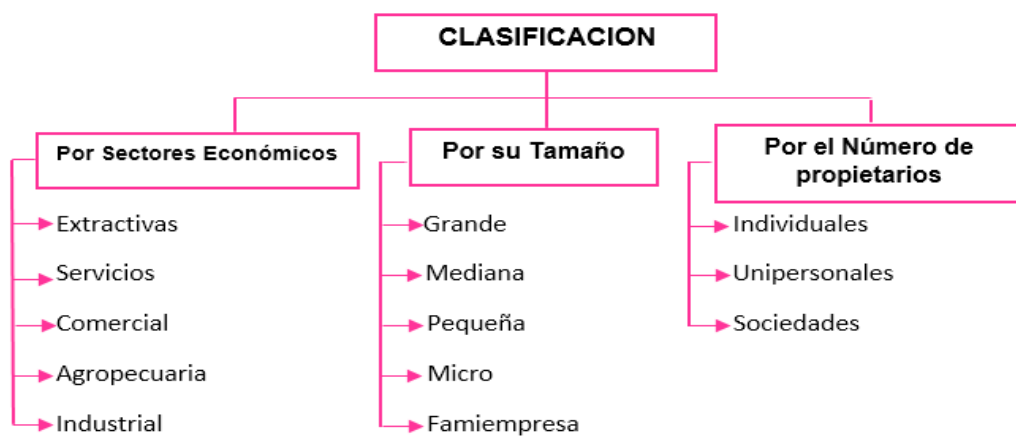 CLASIFICACION
Por Sectores Económicos
Extractivas
Servicios
Comercial
Agropecuaria
Industrial
Por su Tamaño
Grande
Mediana
Pequeña
Micro
Famiempresa
Por el Número de
propietarios
Individuales
Unipersonales
Sociedades